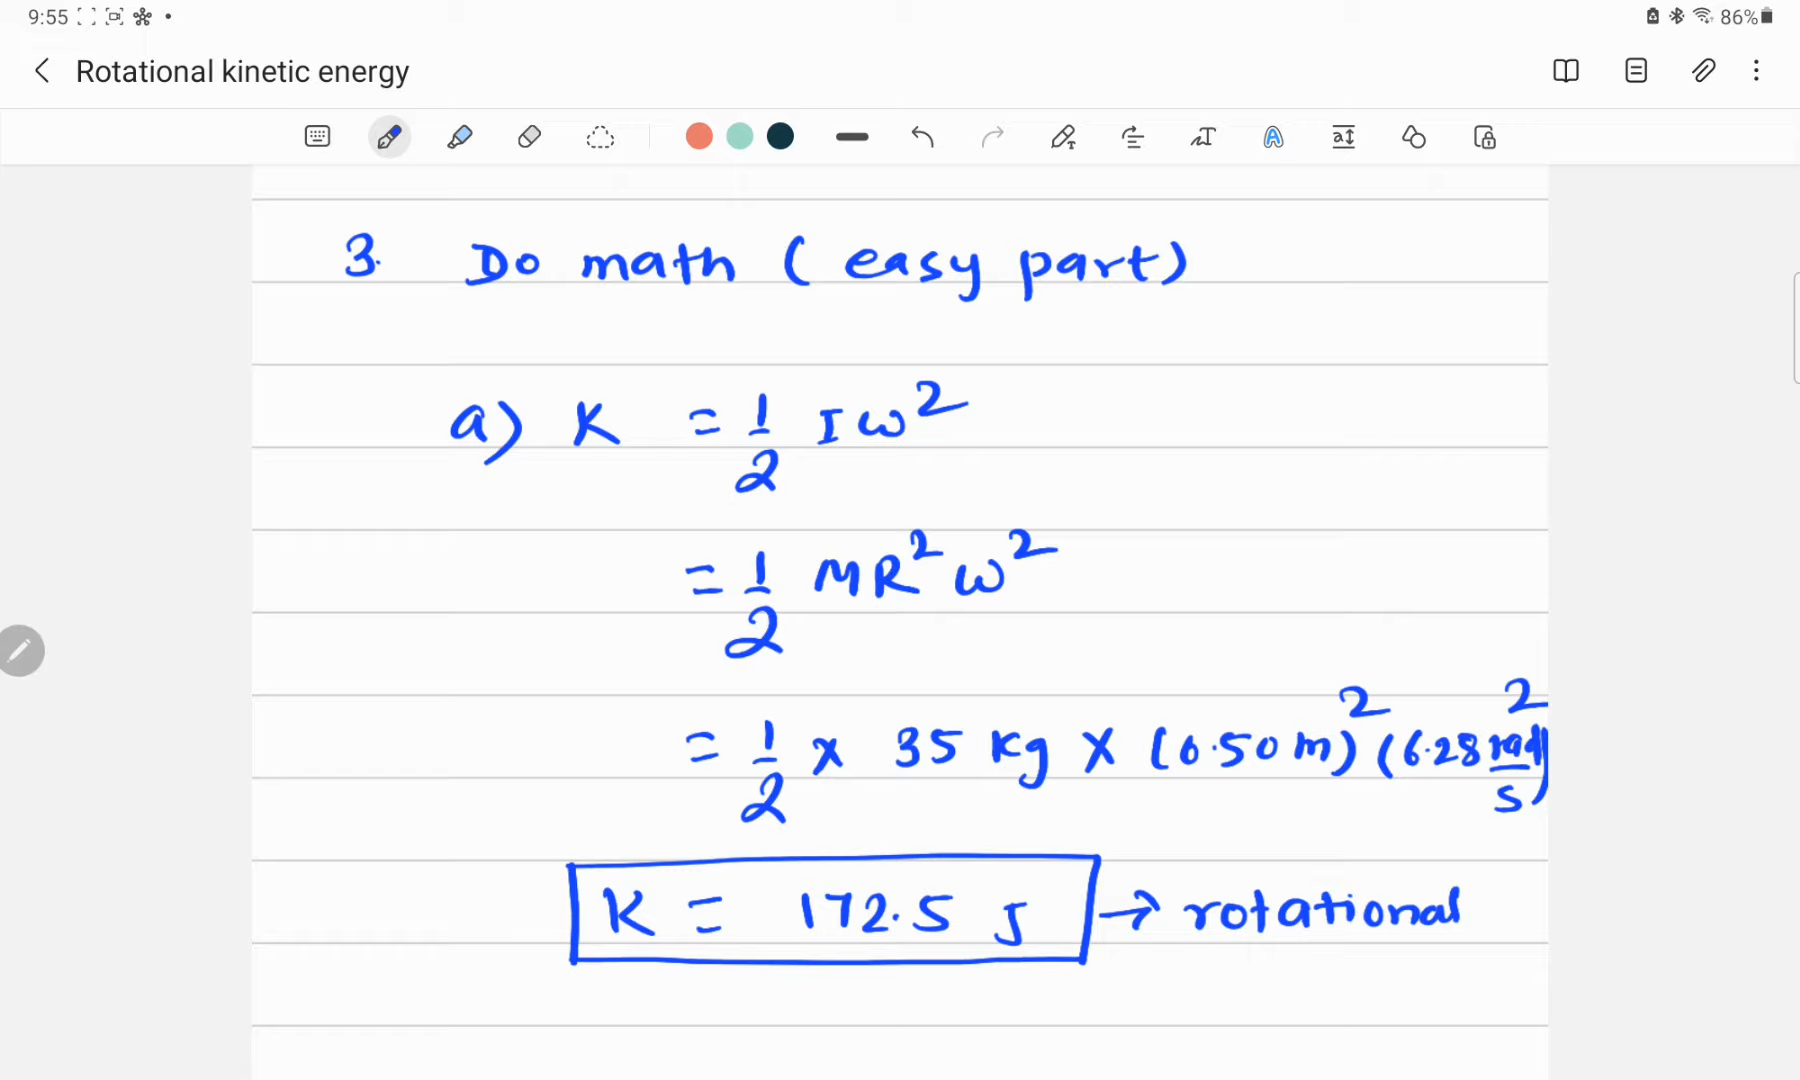 9:55 86%
Rotational kinetic energy
3. Do math (easy part)
a) K = 1/2 Iω²
= 1/2 MR²ω²
= 1/2 × 35 kg × (0.50 m)² (6.28 rad/s)²
K = 172.5 J → rotational